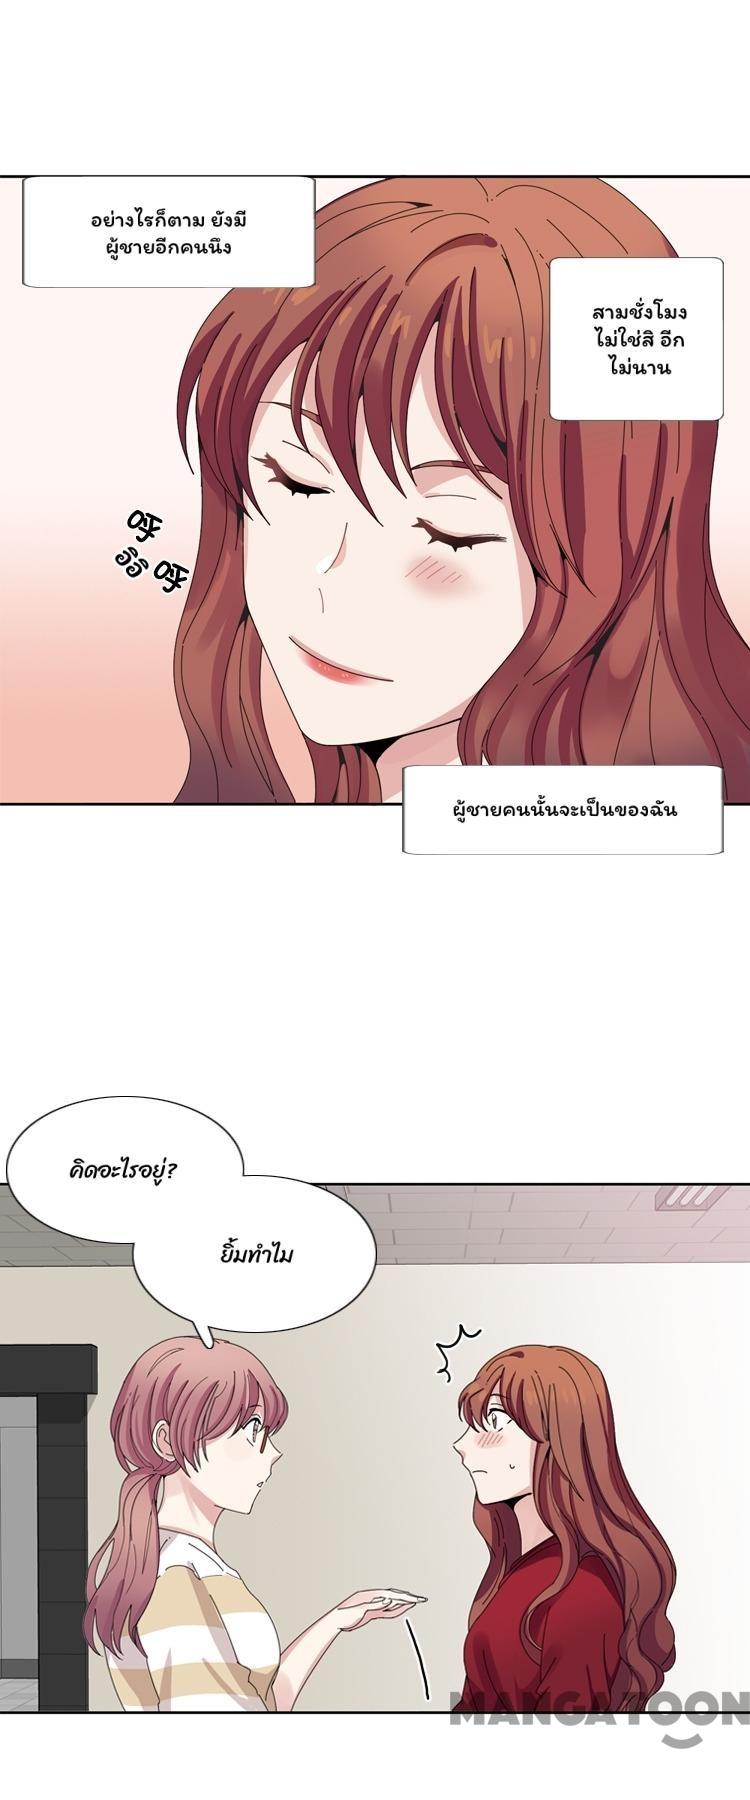 อย่างไรก็ตาม ยังมี
ผู้ชายอีกคนนึง
สามชั่งโมง
ไม่ใช่สิ อีก
ไม่นาน
อิอิ
ผู้ชายคนนั้นจะเป็นของฉัน
คิดอะไรอยู่?
ยิ้มทำไม
MANGATOON